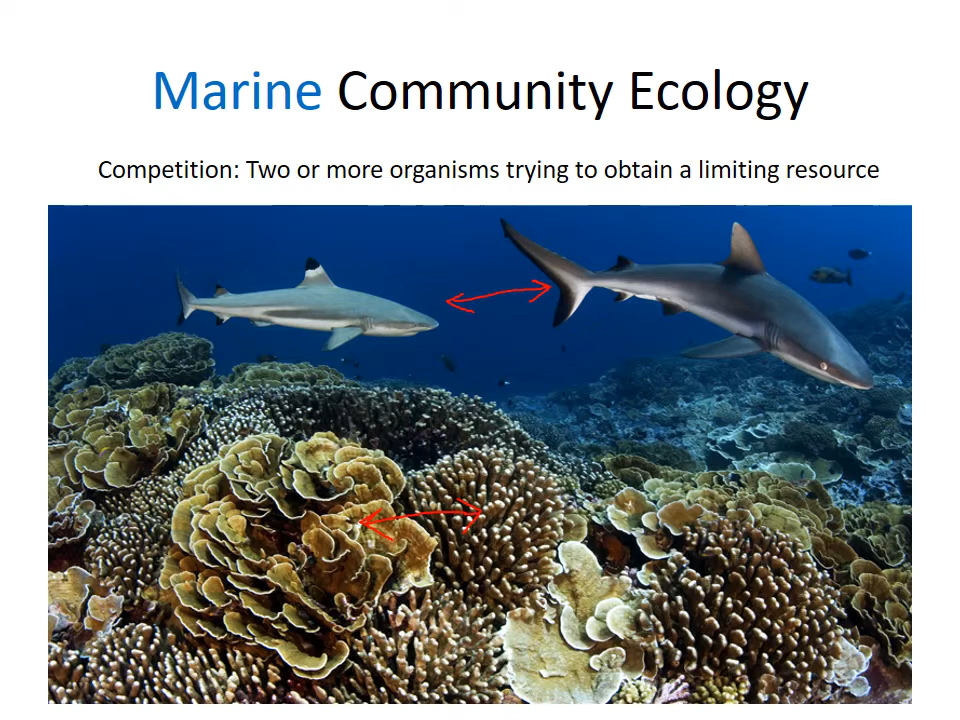 Marine Community Ecology
Competition: Two or more organisms trying to obtain a limiting resource